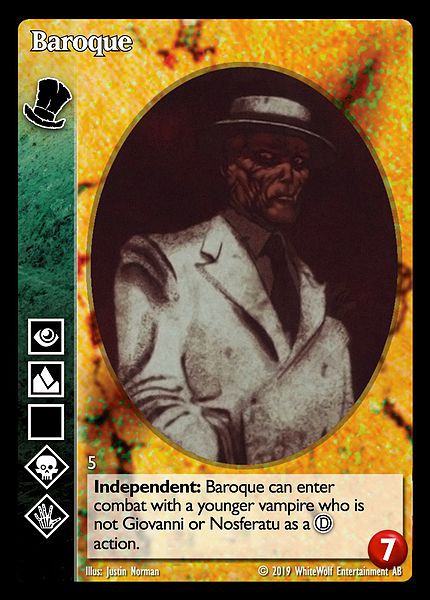 Baroque
5
Independent: Baroque can enter
combat with a younger vampire who is
not Giovanni or Nosferatu as a Ⓓ
action.
7
Illus: Justin Norman
© 2019 WhiteWolf Entertainment AB